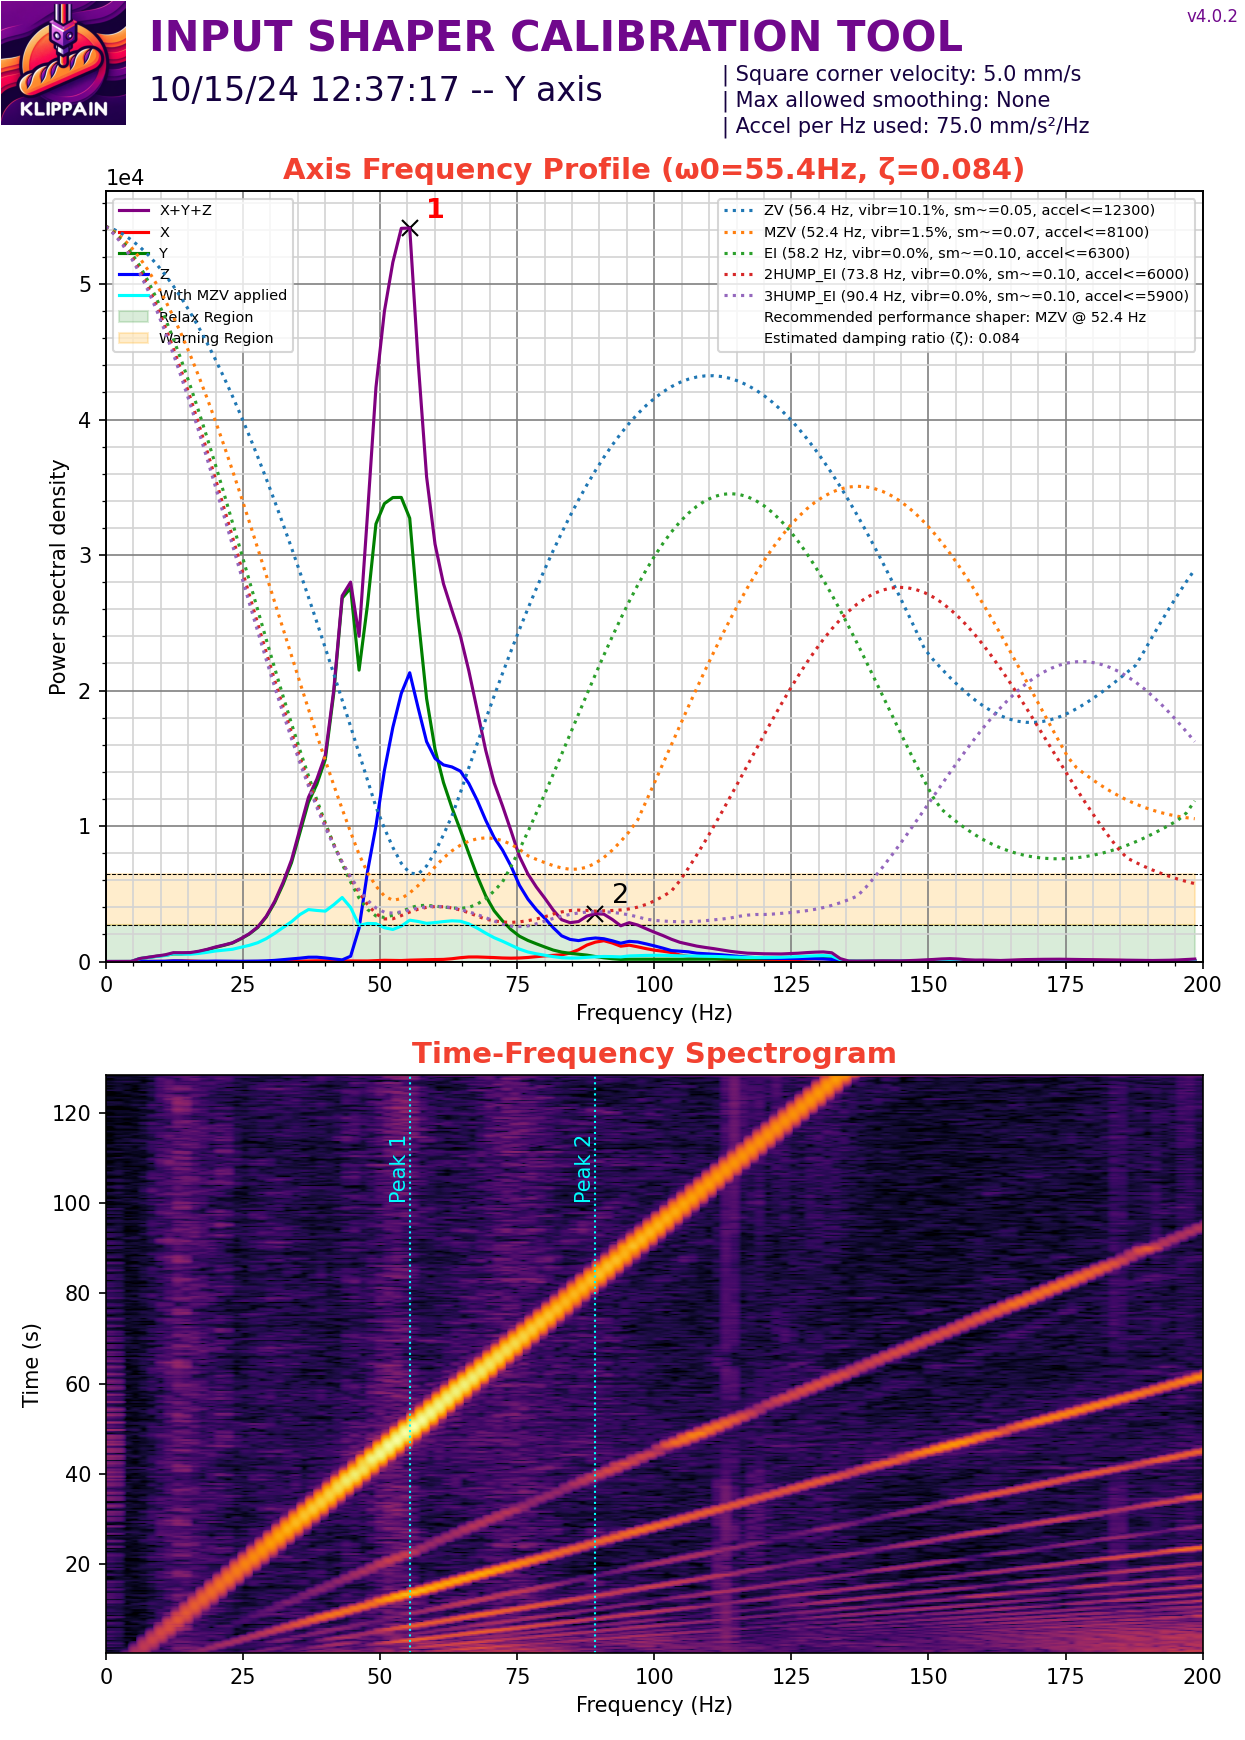 v4.0.2
INPUT SHAPER CALIBRATION TOOL
KLIPPAIN
10/15/24 12:37:17 -- Y axis
| Square corner velocity: 5.0 mm/s
| Max allowed smoothing: None
| Accel per Hz used: 75.0 mm/s²/Hz
Axis Frequency Profile (ω0=55.4Hz, ζ=0.084)
1e4
X+Y+Z
X
Y
Z
With MZV applied
Relax Region
Warning Region
1
ZV (56.4 Hz, vibr=10.1%, sm~=0.05, accel<=12300)
MZV (52.4 Hz, vibr=1.5%, sm~=0.07, accel<=8100)
EI (58.2 Hz, vibr=0.0%, sm~=0.10, accel<=6300)
2HUMP_EI (73.8 Hz, vibr=0.0%, sm~=0.10, accel<=6000)
3HUMP_EI (90.4 Hz, vibr=0.0%, sm~=0.10, accel<=5900)
Recommended performance shaper: MZV @ 52.4 Hz
Estimated damping ratio (ζ): 0.084
Power spectral density
5
4
3
2
1
0
2
0 25 50 75 100 125 150 175 200
Frequency (Hz)
Time-Frequency Spectrogram
Time (s)
120
100
80
60
40
20
Peak 1
Peak 2
0 25 50 75 100 125 150 175 200
Frequency (Hz)